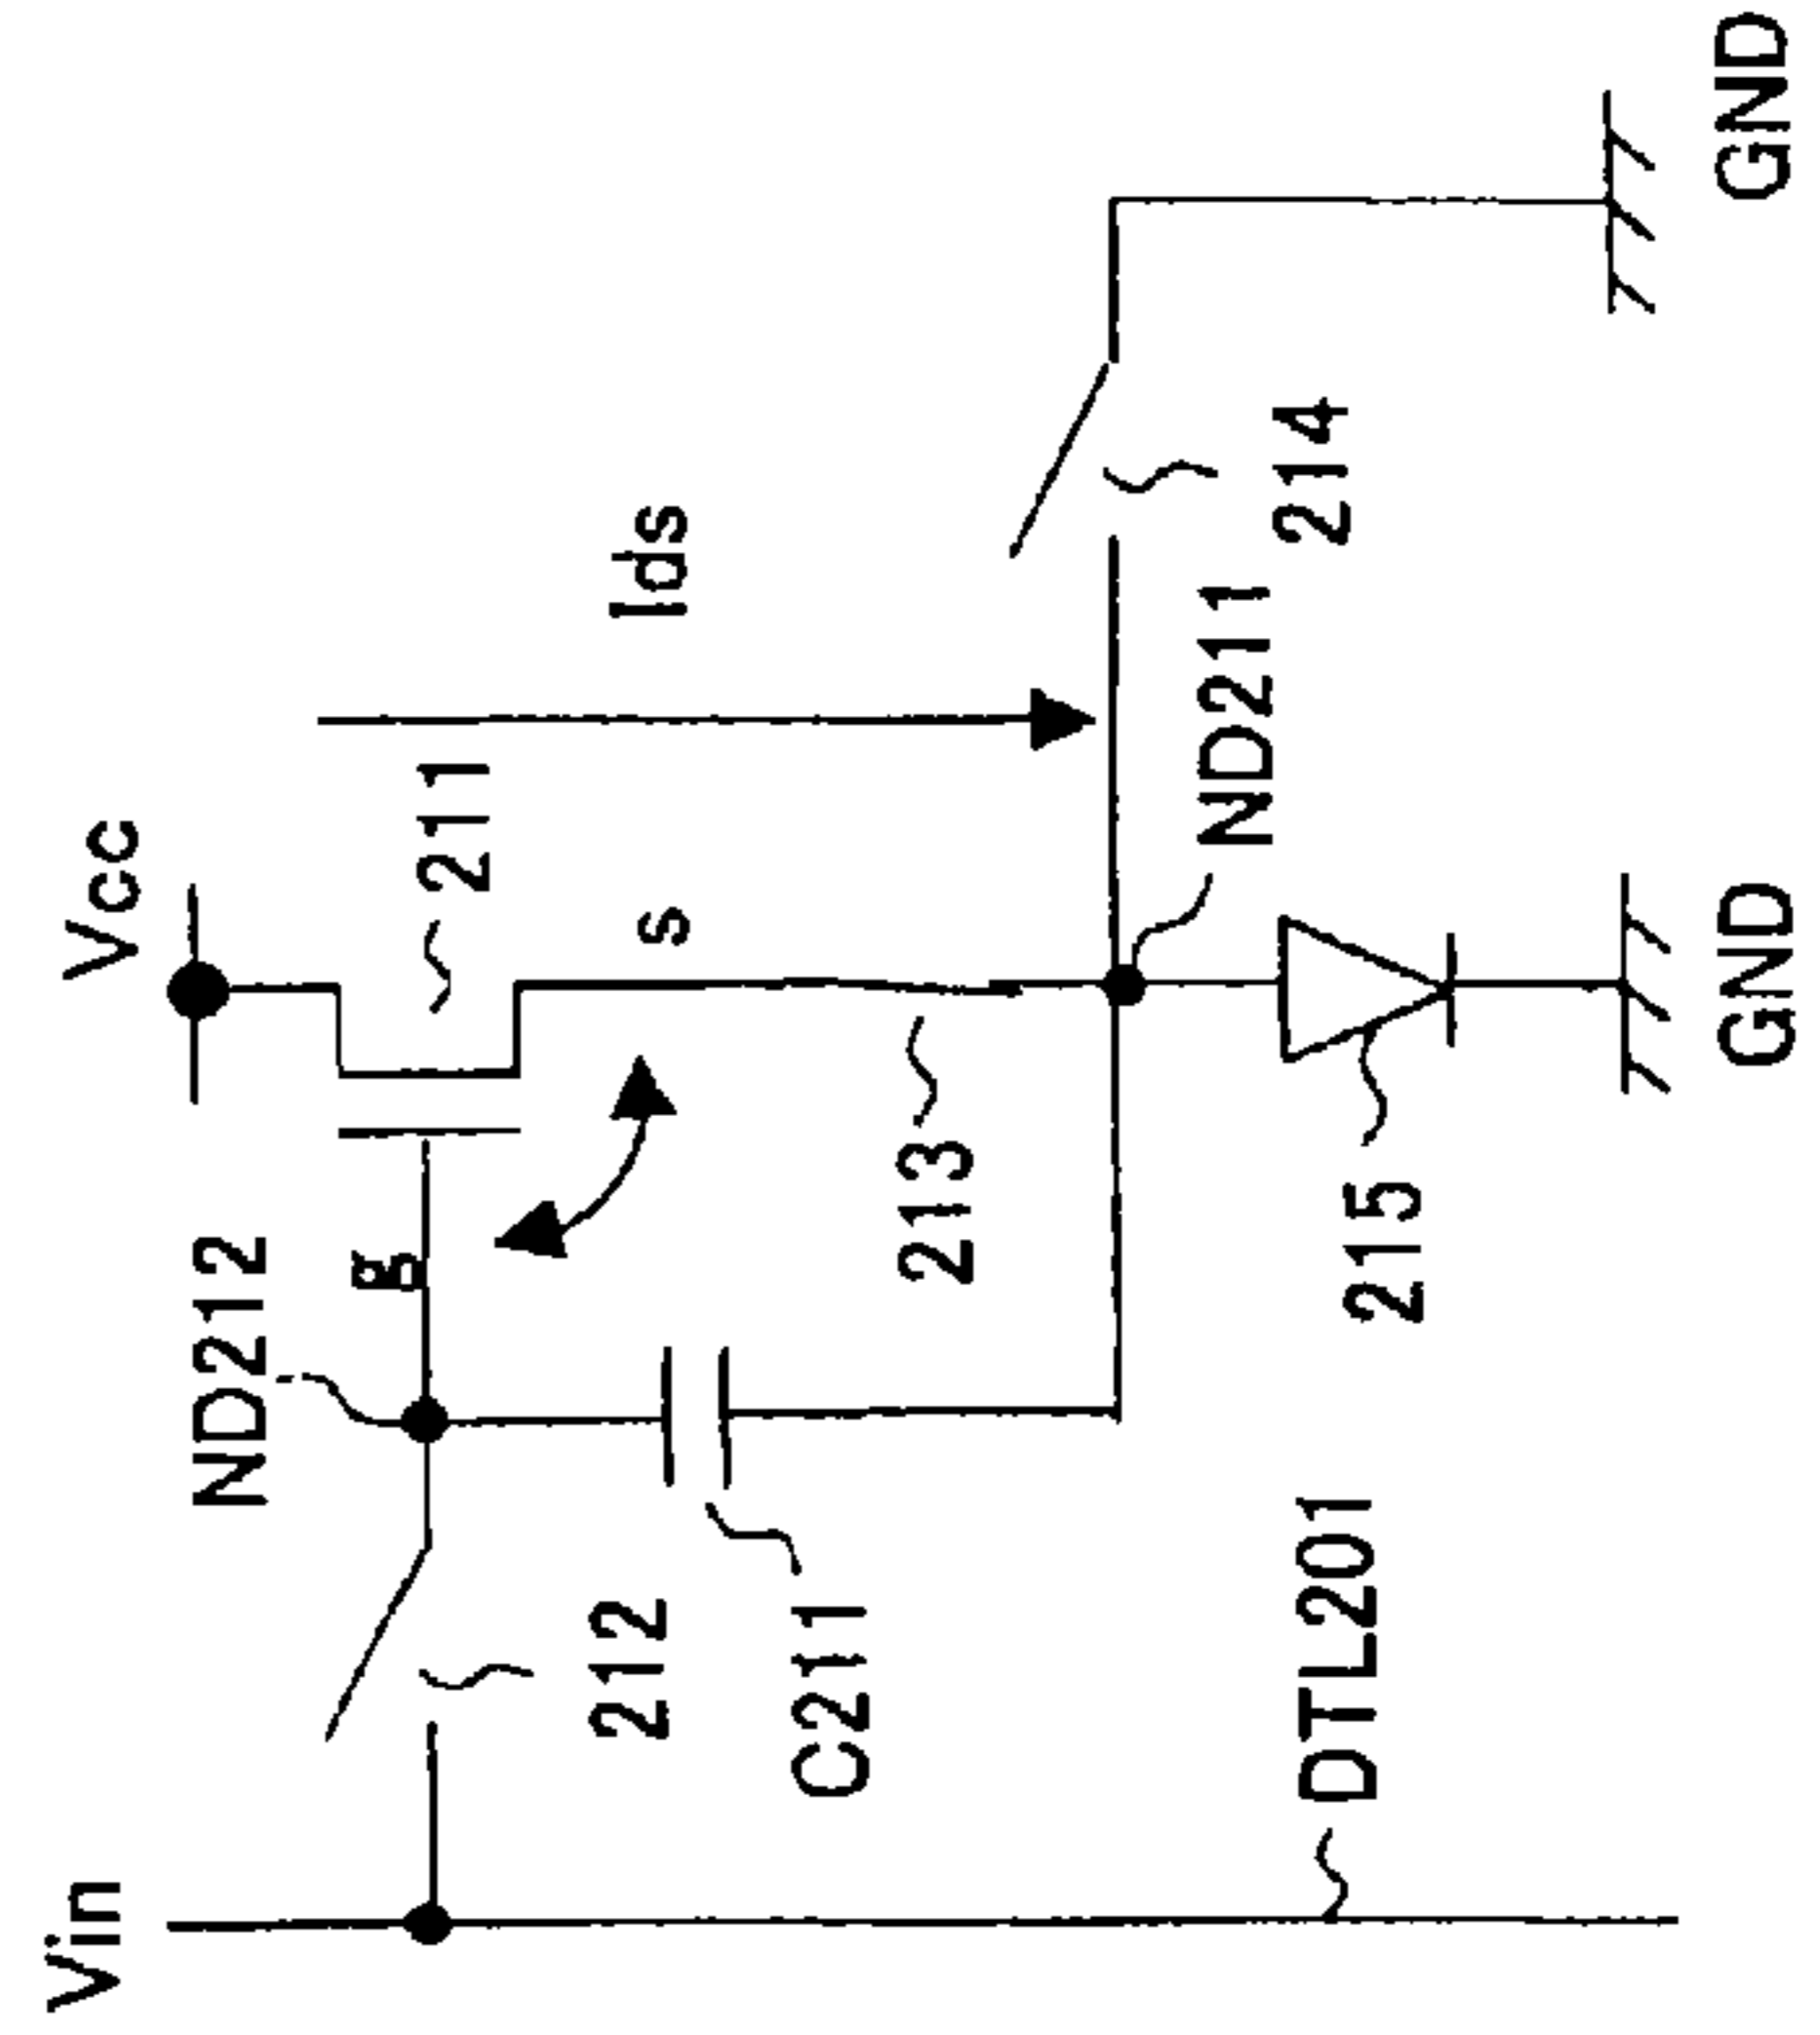 Vin
Vcc
ND212
g
211
212
s
Ids
C211
213
ND211
214
DTL201
215
GND
GND